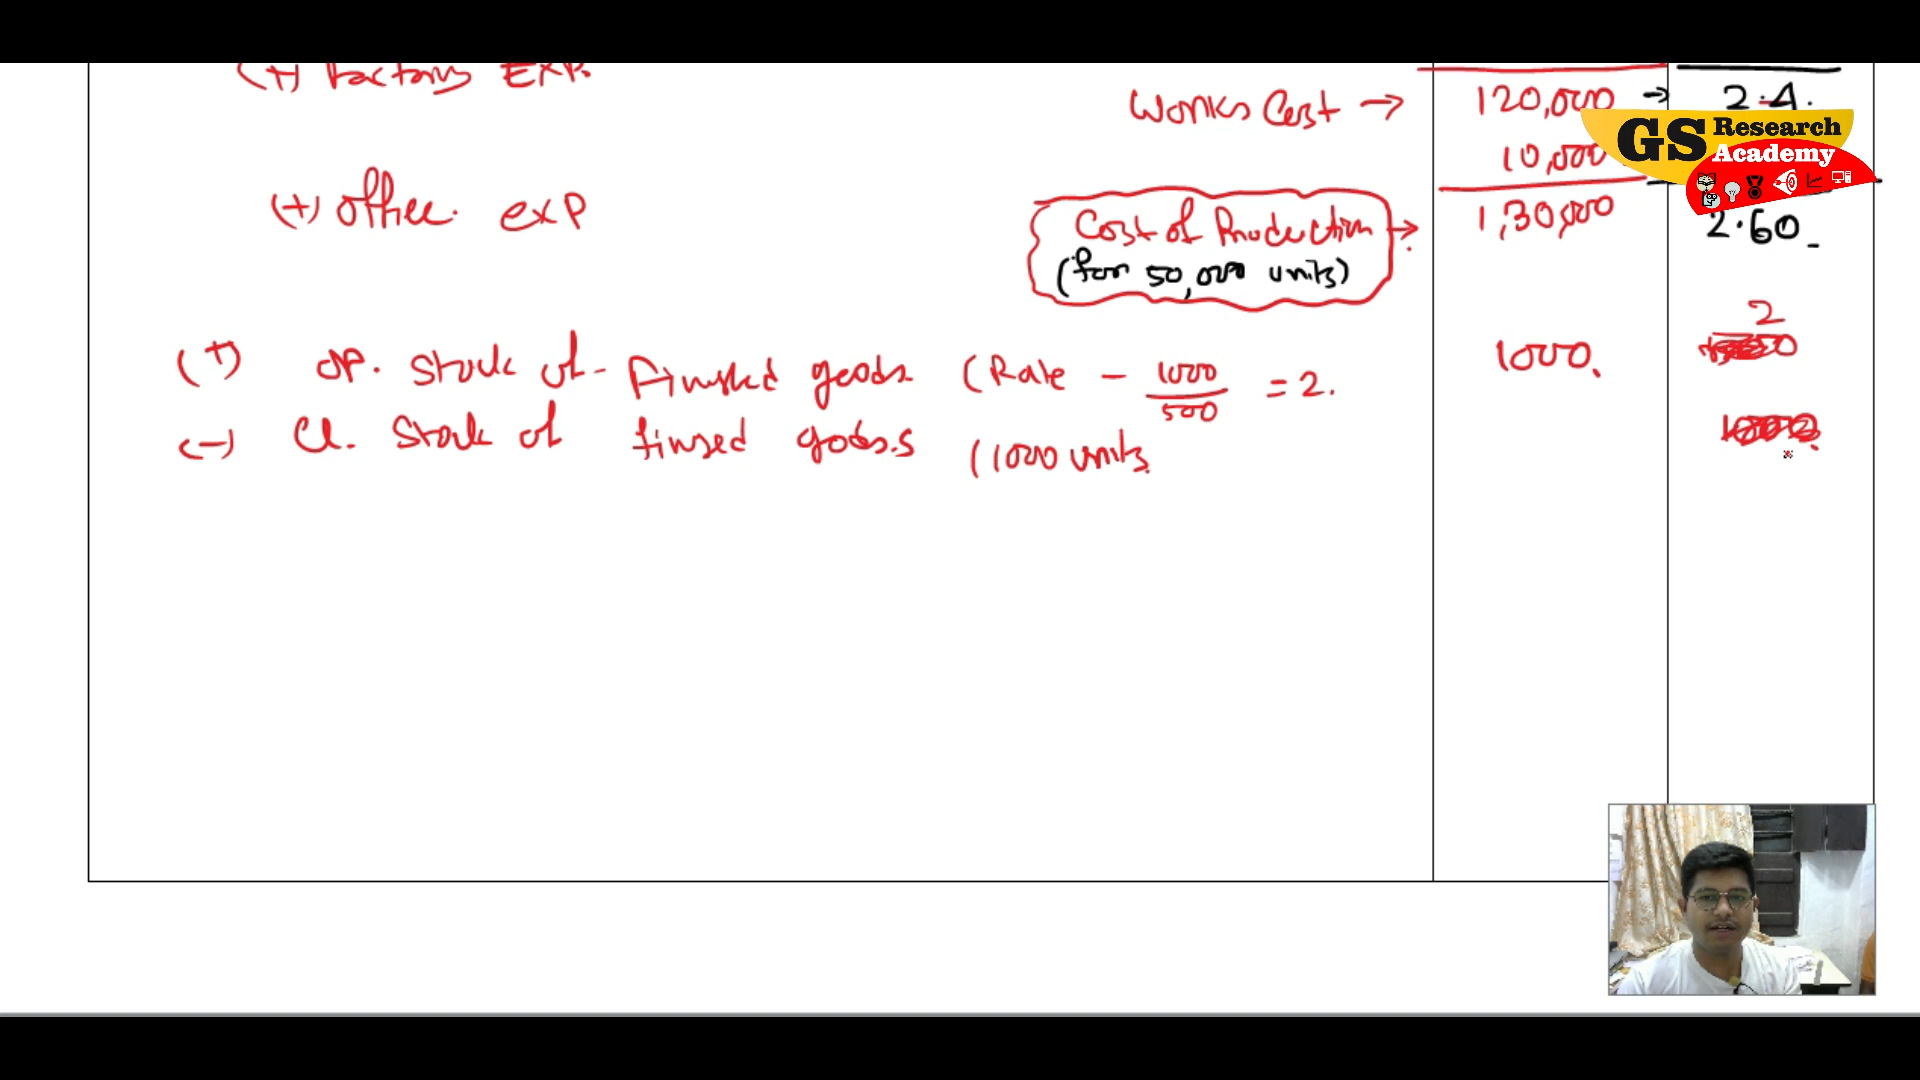 (+) Factory Exp.
Works Cost → 120,000 → 2.4.
10,000
(+) Office. exp
Cost of Production → 1,30,000 2.60
(for 50,000 units)
2
(+) OP. Stock of Finished goods (Rate - 1000/500 = 2. 1000.
(-) Cl. Stock of finised goods (1000 units
GS Research Academy